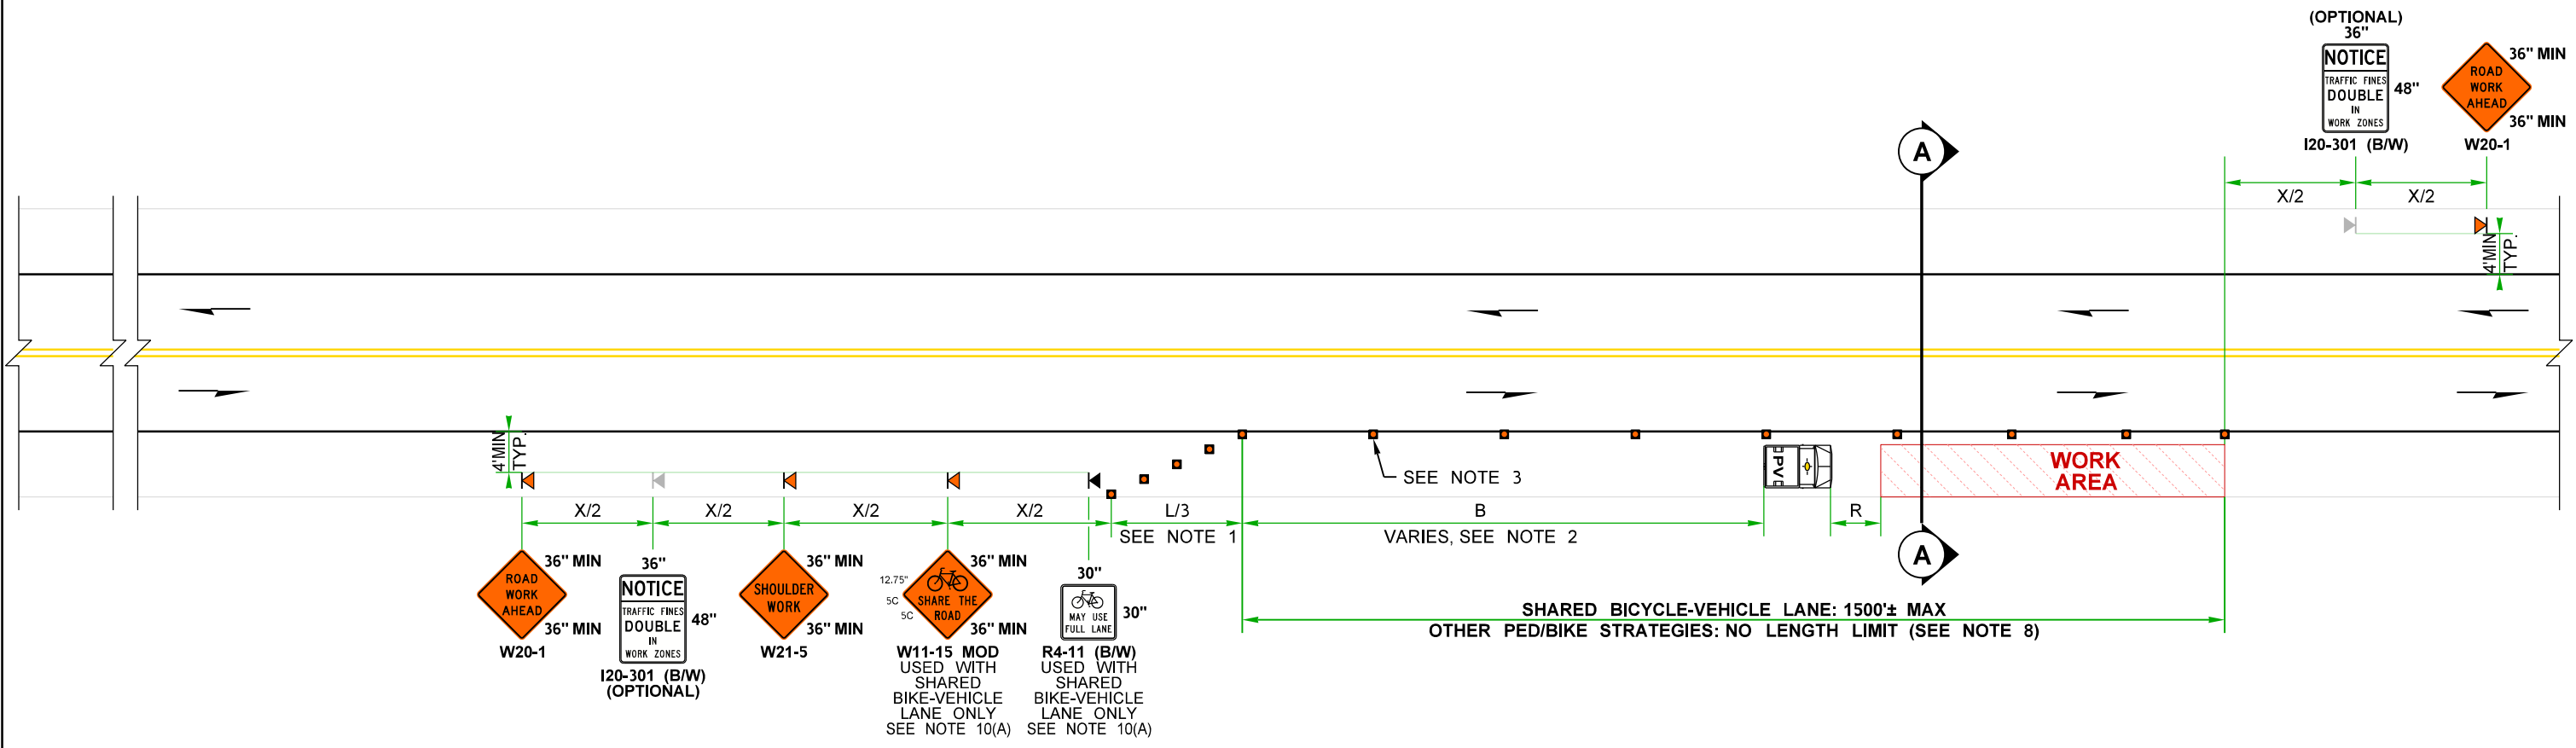 (OPTIONAL)
36"
NOTICE
TRAFFIC FINES
DOUBLE
IN
WORK ZONES
48"
I20-301 (B/W)
ROAD
WORK
AHEAD
36" MIN
36" MIN
W20-1
A
X/2
X/2
4'MIN
TYP.
4'MIN
TYP.
SEE NOTE 3
PV
WORK
AREA
X/2
X/2
X/2
X/2
L/3
SEE NOTE 1
B
VARIES, SEE NOTE 2
R
A
ROAD
WORK
AHEAD
36" MIN
36" MIN
W20-1
36"
NOTICE
TRAFFIC FINES
DOUBLE
IN
WORK ZONES
48"
I20-301 (B/W)
(OPTIONAL)
SHOULDER
WORK
36" MIN
36" MIN
W21-5
12.75"
5C
5C
SHARE THE
ROAD
36" MIN
36" MIN
W11-15 MOD
USED WITH
SHARED
BIKE-VEHICLE
LANE ONLY
SEE NOTE 10(A)
30"
MAY USE
FULL LANE
30"
R4-11 (B/W)
USED WITH
SHARED
BIKE-VEHICLE
LANE ONLY
SEE NOTE 10(A)
SHARED BICYCLE-VEHICLE LANE: 1500'± MAX
OTHER PED/BIKE STRATEGIES: NO LENGTH LIMIT (SEE NOTE 8)